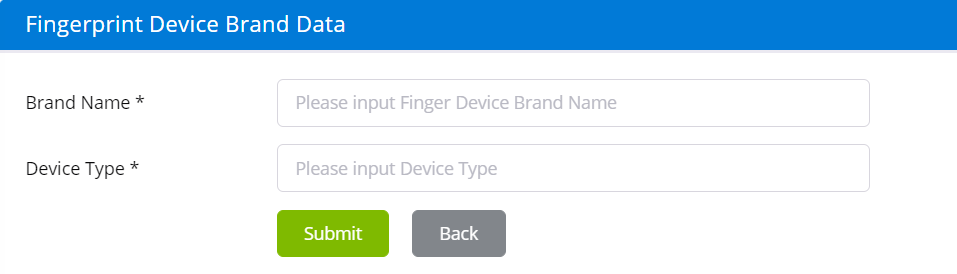 Fingerprint Device Brand Data
Brand Name * Please input Finger Device Brand Name
Device Type * Please input Device Type
Submit Back